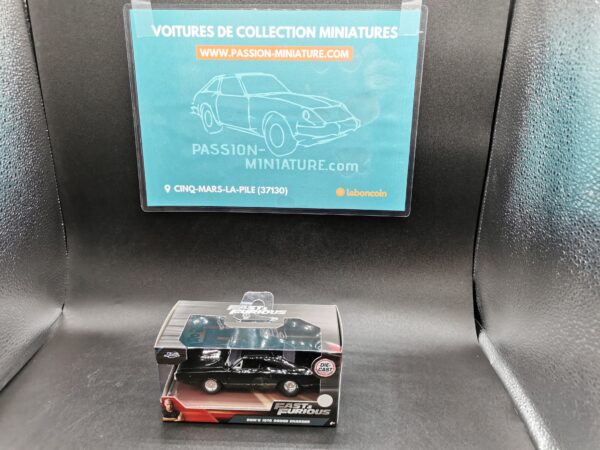 VOITURES DE COLLECTION MINIATURES
WWW.PASSION-MINIATURE.COM
PASSION-
MINIATURE.com
CINQ-MARS-LA-PILE (37130)
leboncoin
FAST & FURIOUS
DIE-CAST
FAST & FURIOUS
DOM'S 1970 DODGE CHARGER